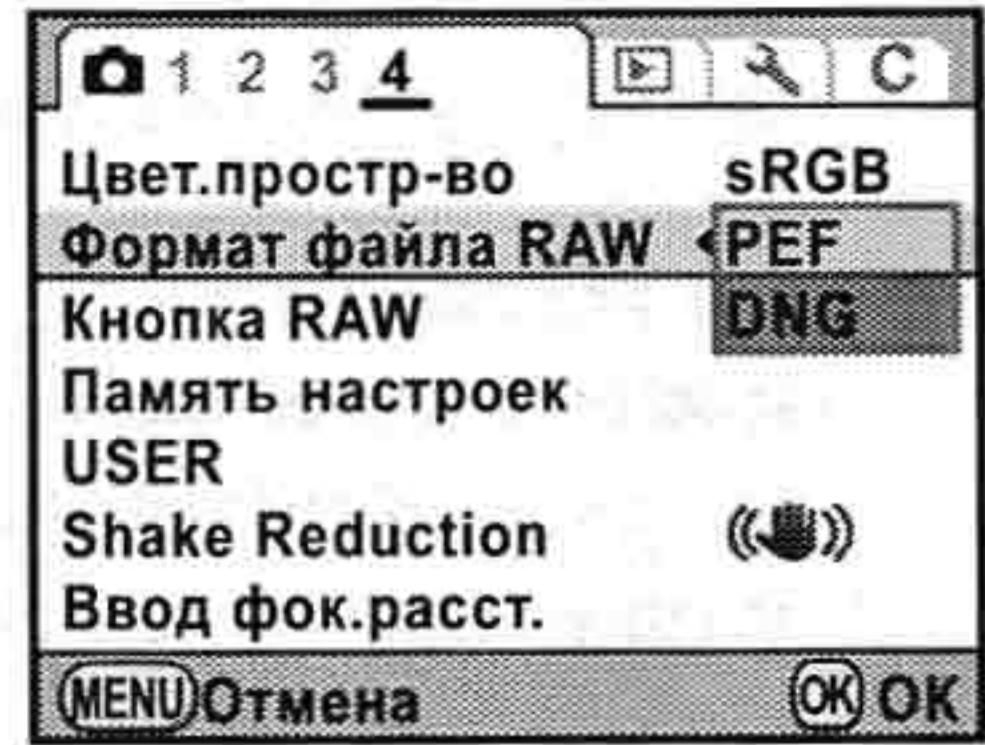 1 2 3 4 C
Цвет.простр-во sRGB
Формат файла RAW PEF
DNG
Кнопка RAW
Память настроек
USER
Shake Reduction
Ввод фок.расст.
MENU Отмена OK OK